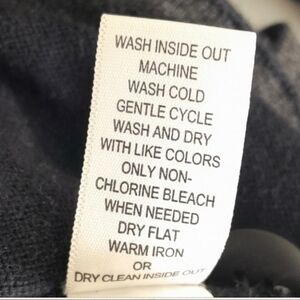 WASH INSIDE OUT
MACHINE
WASH COLD
GENTLE CYCLE
WASH AND DRY
WITH LIKE COLORS
ONLY NON-
CHLORINE BLEACH
WHEN NEEDED
DRY FLAT
WARM IRON
OR
DRY CLEAN INSIDE OUT